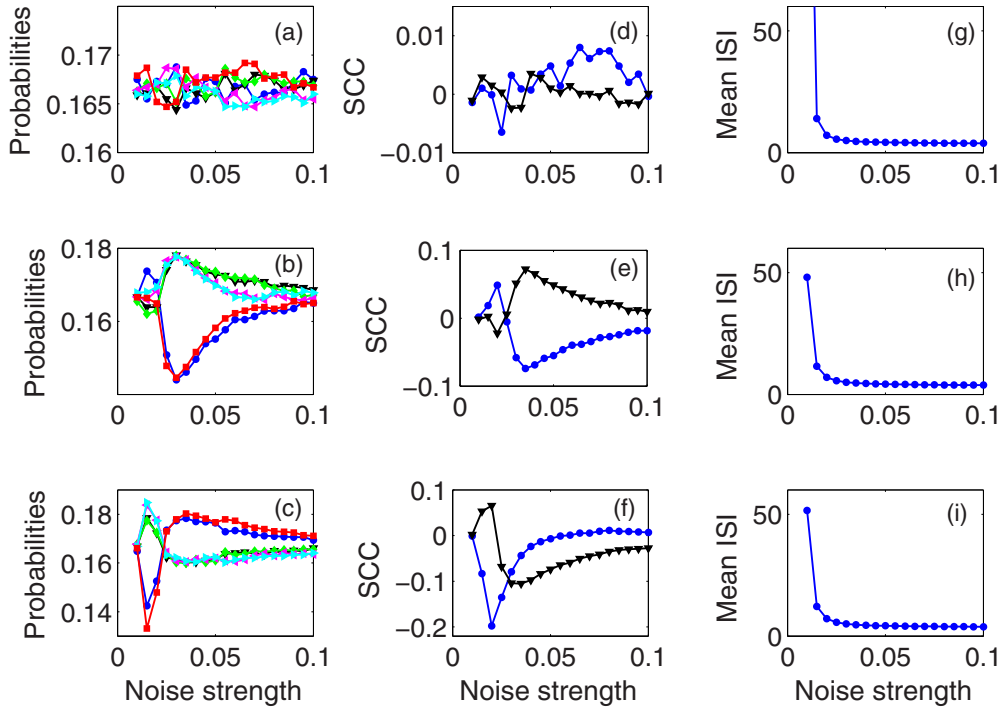 (a)
Probabilities
0.17
0.165
0.16
0
0.05
0.1
(d)
SCC
0.01
0
−0.01
0
0.05
0.1
(g)
Mean ISI
50
0
0
0.05
0.1
(b)
Probabilities
0.18
0.16
0
0.05
0.1
(e)
SCC
0.1
0
−0.1
0
0.05
0.1
(h)
Mean ISI
50
0
0
0.05
0.1
(c)
Probabilities
0.18
0.16
0.14
0
0.05
0.1
Noise strength
(f)
SCC
0.1
0
−0.1
−0.2
0
0.05
0.1
Noise strength
(i)
Mean ISI
50
0
0
0.05
0.1
Noise strength